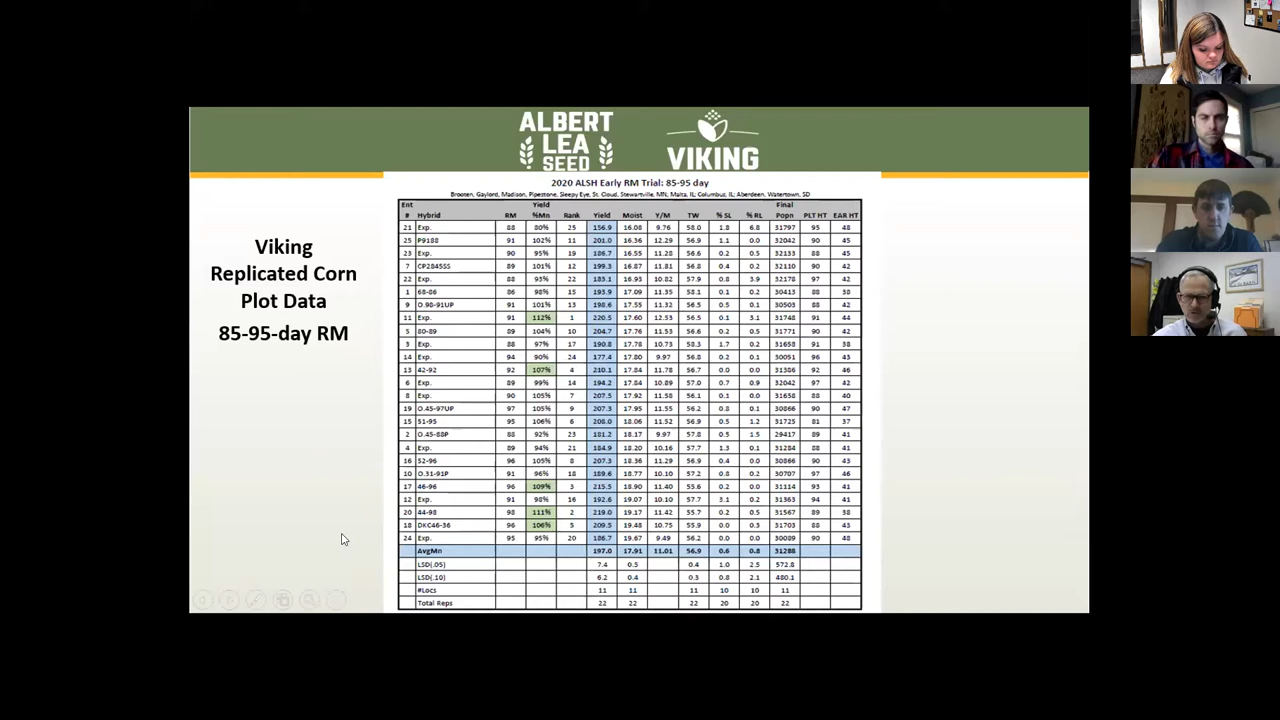 ALBERT
LEA
SEED
VIKING
2020 ALSH Early RM Trial: 85-95 day
Brooten, Gaylord, Madison, Pipestone, Sleepy Eye, St. Cloud, Stewartville, MN; Malta, IL; Columbus, IL; Aberdeen, Watertown, SD
Viking
Replicated Corn
Plot Data
85-95-day RM
Ent # Hybrid RM Yield %Mn Rank Yield Moist Y/M TW % SL % RL Final Popn PLT HT EAR HT
21 Exp. 88 80% 25 156.9 16.08 9.76 58.0 1.8 6.8 31797 95 48
25 P9188 91 102% 11 201.0 16.36 12.29 56.9 1.1 0.0 32042 90 45
23 Exp. 90 95% 19 186.7 16.55 11.28 56.6 0.2 0.5 32133 88 45
7 CP2845SS 89 101% 12 199.3 16.87 11.81 56.8 0.4 0.2 32110 90 42
22 Exp. 88 93% 22 183.1 16.93 10.82 57.9 0.8 3.9 32178 97 42
1 68-86 86 98% 15 193.9 17.09 11.35 58.1 0.1 0.2 30413 88 38
9 O.90-91UP 91 101% 13 198.6 17.55 11.32 56.5 0.5 0.1 30503 88 42
11 Exp. 91 112% 1 220.5 17.60 12.53 56.5 0.1 3.1 31748 91 44
5 80-89 89 104% 10 204.7 17.76 11.53 56.6 0.2 0.5 31771 90 42
3 Exp. 88 97% 17 190.8 17.78 10.73 58.3 1.7 0.2 31658 91 38
14 Exp. 94 90% 24 177.4 17.80 9.97 56.8 0.2 0.1 30051 96 43
13 42-92 92 107% 4 210.1 17.84 11.78 56.7 0.0 0.0 31386 92 46
6 Exp. 89 99% 14 194.2 17.84 10.89 57.0 0.7 0.9 32042 97 42
8 Exp. 90 105% 7 207.5 17.92 11.58 56.1 0.1 0.0 31638 88 40
19 O.45-97UP 97 105% 9 207.3 17.95 11.55 56.2 0.8 0.1 30866 90 47
15 51-95 95 106% 6 208.0 18.06 11.52 56.9 0.5 1.2 31725 81 37
2 O.45-88P 88 92% 23 181.2 18.17 9.97 57.8 0.5 1.5 29417 89 41
4 Exp. 89 94% 21 184.9 18.20 10.16 57.7 1.3 0.1 31284 88 41
16 52-96 96 105% 8 207.3 18.36 11.29 56.9 0.4 0.0 30866 90 43
10 O.31-91P 91 96% 18 189.6 18.77 10.10 57.2 0.8 0.2 30707 97 46
17 46-96 96 109% 3 215.5 18.90 11.40 55.6 0.2 0.0 31114 93 41
12 Exp. 91 98% 16 192.6 19.07 10.10 57.7 3.1 0.2 31363 94 41
20 44-98 98 111% 2 219.0 19.17 11.42 55.7 0.2 0.5 31567 89 38
18 DKC46-36 96 106% 5 209.5 19.48 10.75 55.9 0.0 0.3 31703 88 43
24 Exp. 95 95% 20 186.7 19.67 9.49 56.2 0.0 0.0 30089 90 48
AvgMn 197.0 17.91 11.01 56.9 0.6 0.8 31288
LSD(.05) 7.4 0.5 0.4 1.0 2.5 572.8
LSD(.10) 6.2 0.4 0.3 0.8 2.1 480.1
#Locs 11 11 11 10 10 11
Total Reps 22 22 22 20 20 22